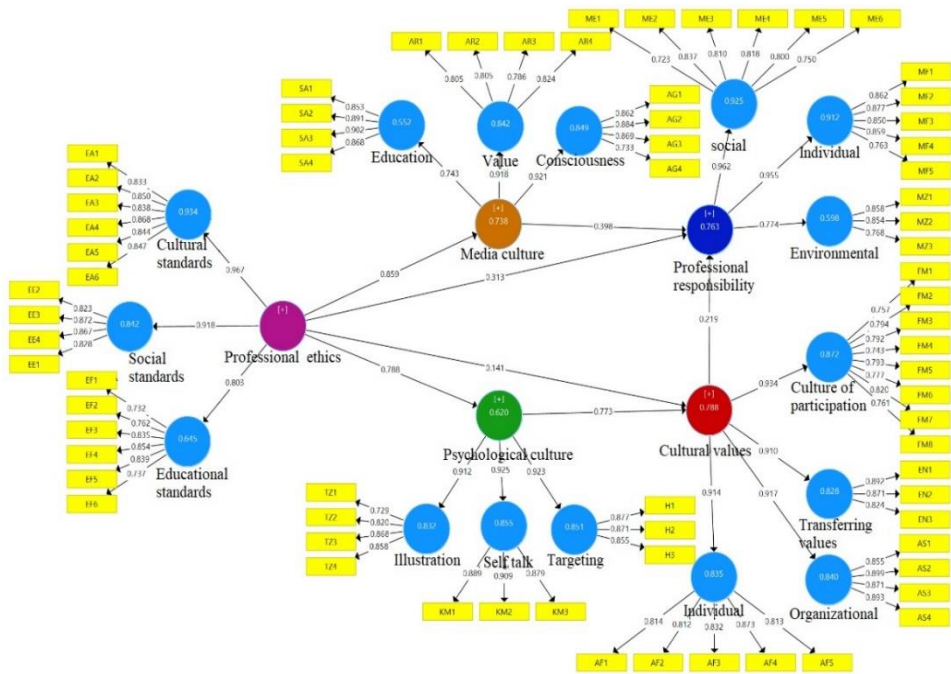 ME1 ME2 ME3 ME4 ME5 ME6
0.723 0.837 0.810 0.818 0.800 0.750
AR1 AR2 AR3 AR4
0.805 0.805 0.786 0.824
SA1
SA2
SA3
SA4
0.853
0.891
0.902
0.868
0.552
Education
0.743
0.842
Value
0.918
0.849
Consciousness
0.921
0.862
0.884
0.869
0.733
AG1
AG2
AG3
AG4
0.925
social
0.962
0.912
Individual
0.955
0.862
0.877
0.850
0.859
0.763
MF1
MF2
MF3
MF4
MF5
EA1
EA2
EA3
EA4
EA5
EA6
0.833
0.850
0.838
0.868
0.844
0.847
0.934
Cultural
standards
0.967
[+]
0.738
Media culture
0.398
0.859
0.313
[+]
0.763
Professional
responsibility
0.774
0.598
Environmental
0.858
0.854
0.768
MZ1
MZ2
MZ3
EE2
EE3
EE4
EE1
0.823
0.872
0.867
0.828
0.842
Social
standards
0.918
[+]
Professional ethics
0.803
0.788
0.141
0.219
EF1
EF2
EF3
EF4
EF5
EF6
0.732
0.762
0.835
0.854
0.839
0.737
0.645
Educational
standards
[+]
0.620
Psychological culture
0.773
[+]
0.788
Cultural values
0.934
0.872
Culture of
participation
0.757
0.794
0.792
0.743
0.793
0.777
0.820
0.761
FM1
FM2
FM3
FM4
FM5
FM6
FM7
FM8
0.912 0.925 0.923
0.910
0.917
0.914
0.828
Transferring
values
0.892
0.871
0.824
EN1
EN2
EN3
TZ1
TZ2
TZ3
TZ4
0.729
0.820
0.868
0.858
0.832
Illustration
0.855
Self talk
0.851
Targeting
0.877
0.871
0.855
H1
H2
H3
0.889 0.909 0.879
KM1 KM2 KM3
0.840
Organizational
0.855
0.899
0.871
0.893
AS1
AS2
AS3
AS4
0.835
Individual
0.814 0.812 0.832 0.873 0.813
AF1 AF2 AF3 AF4 AF5